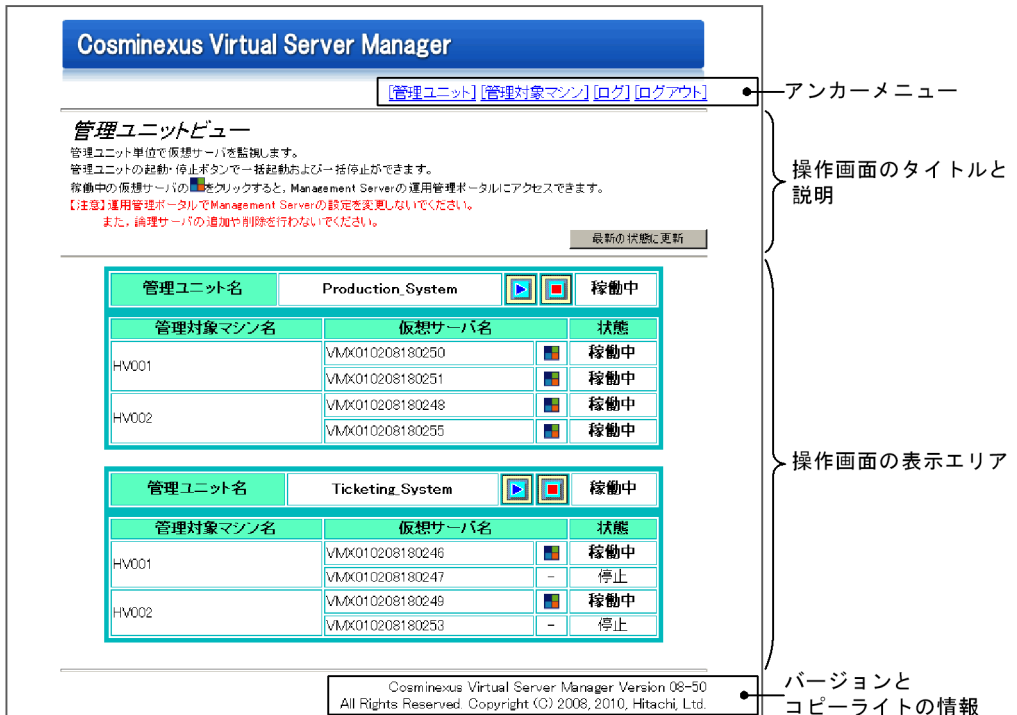 Cosminexus Virtual Server Manager
[管理ユニット] [管理対象マシン] [ログ] [ログアウト]
アンカーメニュー
管理ユニットビュー
管理ユニット単位で仮想サーバを監視します。
管理ユニットの起動・停止ボタンで一括起動および一括停止ができます。
稼働中の仮想サーバの をクリックすると, Management Serverの運用管理ポータルにアクセスできます。
【注意】運用管理ポータルでManagement Serverの設定を変更しないでください。
また, 論理サーバの追加や削除を行わないでください。
最新の状態に更新
操作画面のタイトルと
説明
管理ユニット名 Production_System 稼働中
管理対象マシン名 仮想サーバ名 状態
HV001 VMX010208180250 稼働中
VMX010208180251 稼働中
HV002 VMX010208180248 稼働中
VMX010208180255 稼働中
操作画面の表示エリア
管理ユニット名 Ticketing_System 稼働中
管理対象マシン名 仮想サーバ名 状態
HV001 VMX010208180246 稼働中
VMX010208180247 - 停止
HV002 VMX010208180249 稼働中
VMX010208180253 - 停止
Cosminexus Virtual Server Manager Version 08-50
All Rights Reserved. Copyright (C) 2008, 2010, Hitachi, Ltd.
バージョンと
コピーライトの情報